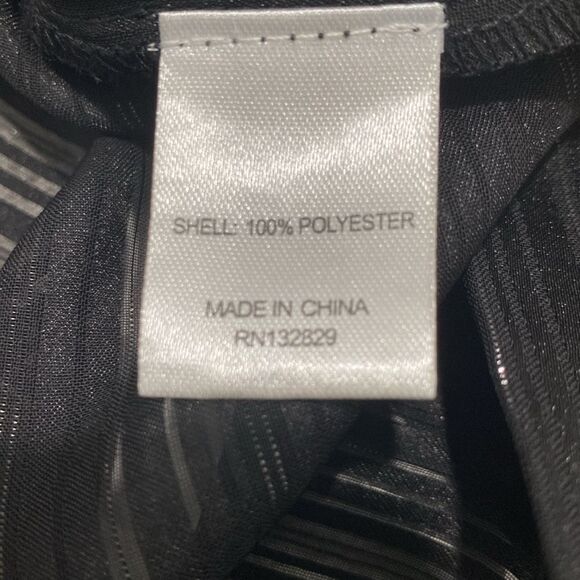 SHELL: 100% POLYESTER
MADE IN CHINA
RN132829